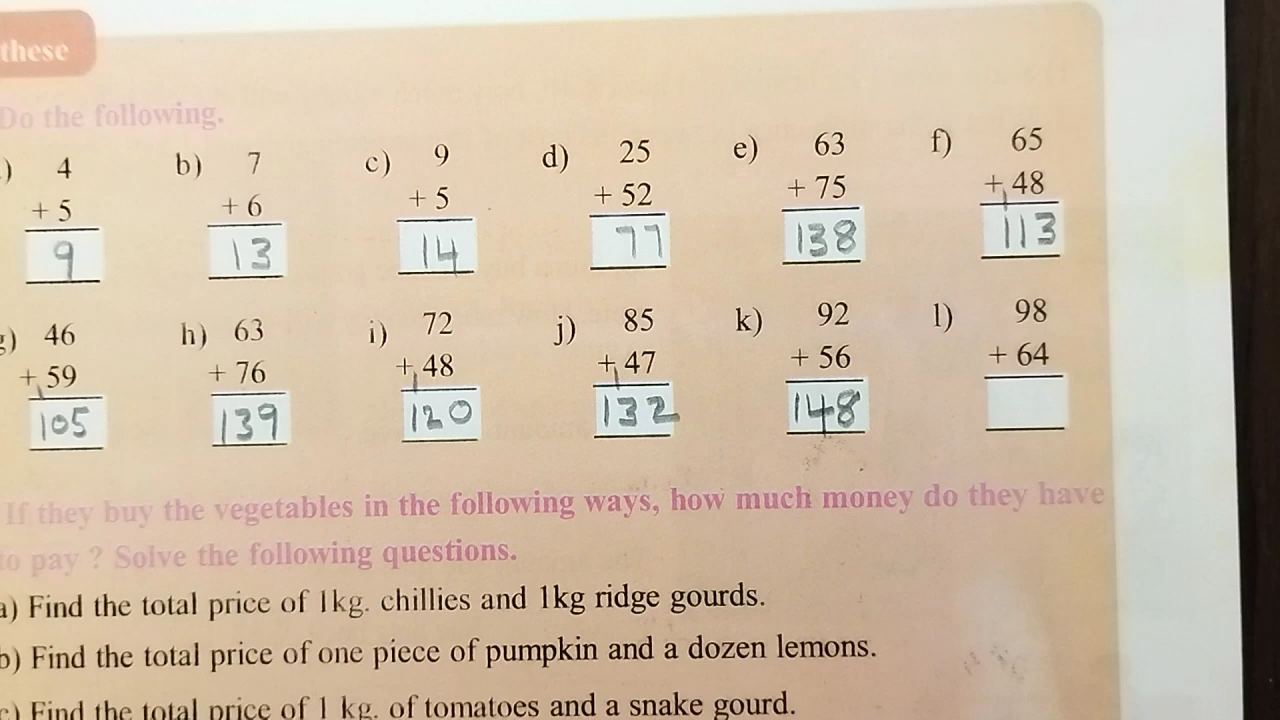 these
Do the following.
) 4 b) 7 c) 9 d) 25 e) 63 f) 65
+ 5 + 6 + 5 + 52 + 75 + 48
9 13 14 77 138 113
g) 46 h) 63 i) 72 j) 85 k) 92 l) 98
+ 59 + 76 + 48 + 47 + 56 + 64
105 139 120 132 148
If they buy the vegetables in the following ways, how much money do they have
to pay ? Solve the following questions.
a) Find the total price of 1kg. chillies and 1kg ridge gourds.
b) Find the total price of one piece of pumpkin and a dozen lemons.
c) Find the total price of 1 kg. of tomatoes and a snake gourd.